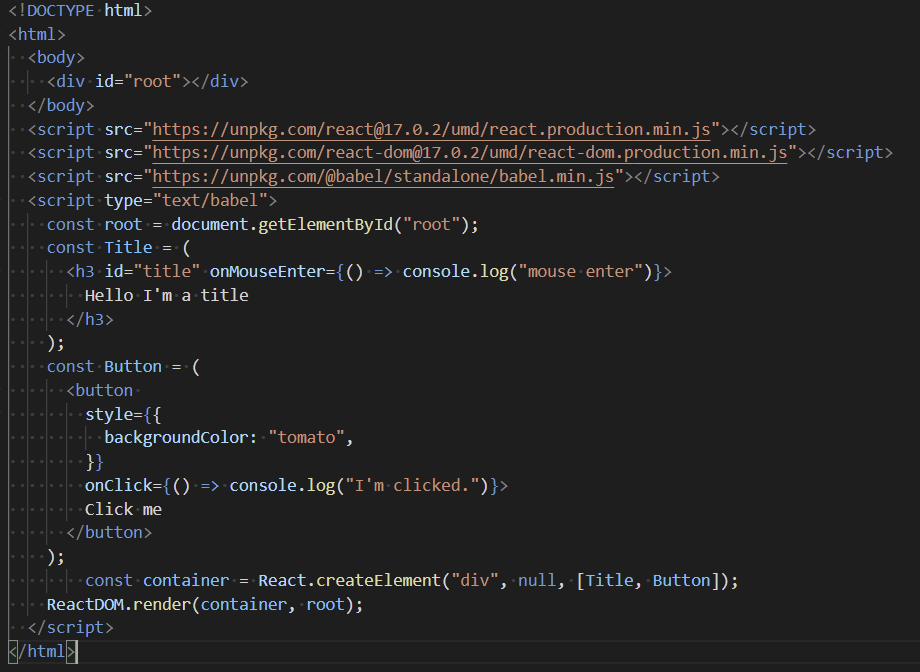 <!DOCTYPE html>
<html>
  <body>
    <div id="root"></div>
  </body>
  <script src="https://unpkg.com/react@17.0.2/umd/react.production.min.js"></script>
  <script src="https://unpkg.com/react-dom@17.0.2/umd/react-dom.production.min.js"></script>
  <script src="https://unpkg.com/@babel/standalone/babel.min.js"></script>
  <script type="text/babel">
    const root = document.getElementById("root");
    const Title = (
      <h3 id="title" onMouseEnter={() => console.log("mouse enter")}>
        Hello I'm a title
      </h3>
    );
    const Button = (
      <button 
        style={{
          backgroundColor: "tomato",
        }}
        onClick={() => console.log("I'm clicked.")}>
        Click me
      </button>
    );
        const container = React.createElement("div", null, [Title, Button]);
    ReactDOM.render(container, root);
  </script>
</html>